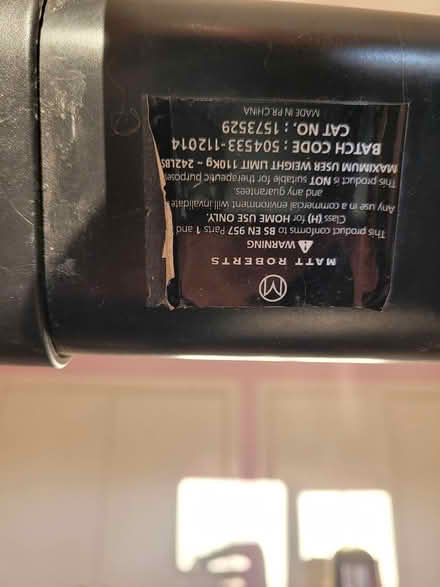 MATT ROBERTS
⚠ WARNING
This product conforms to BS EN 957 Parts 1 and
Class (H) for HOME USE ONLY.
Any use in a commercial environment will invalidate
and any guarantees.
This product is NOT suitable for therapeutic purpose
MAXIMUM USER WEIGHT LIMIT 110Kg ~ 242LBS
BATCH CODE : 504533-112014
CAT NO. : 1573529
MADE IN PR.CHINA